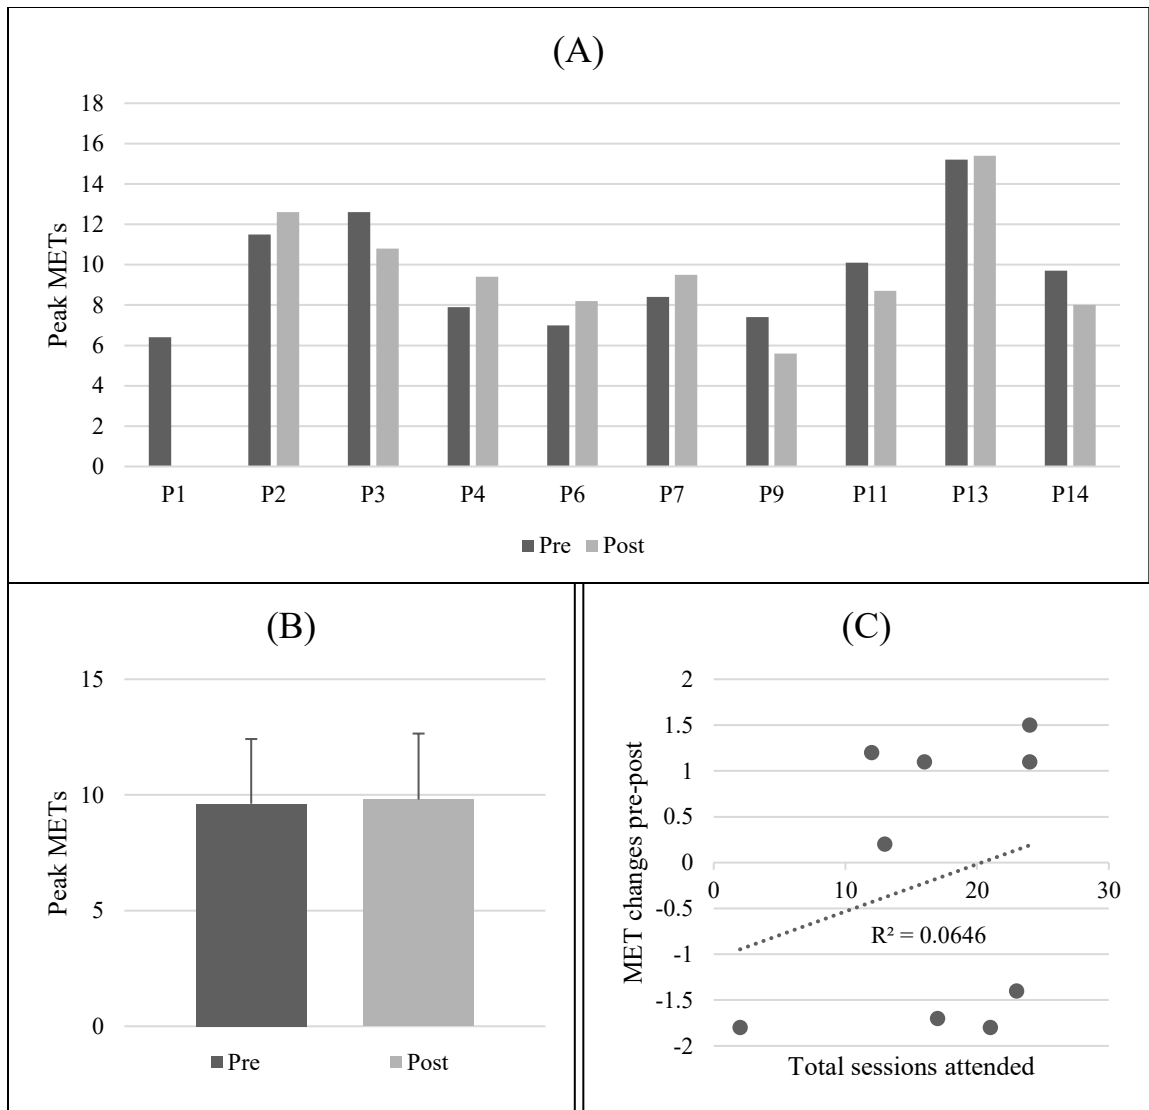 (A)
Peak METs
18
16
14
12
10
8
6
4
2
0
P1 P2 P3 P4 P6 P7 P9 P11 P13 P14
Pre Post
(B)
Peak METs
15
10
5
0
Pre Post
(C)
MET changes pre-post
2
1.5
1
0.5
0
-0.5
-1
-1.5
-2
0 10 20 30
R² = 0.0646
Total sessions attended